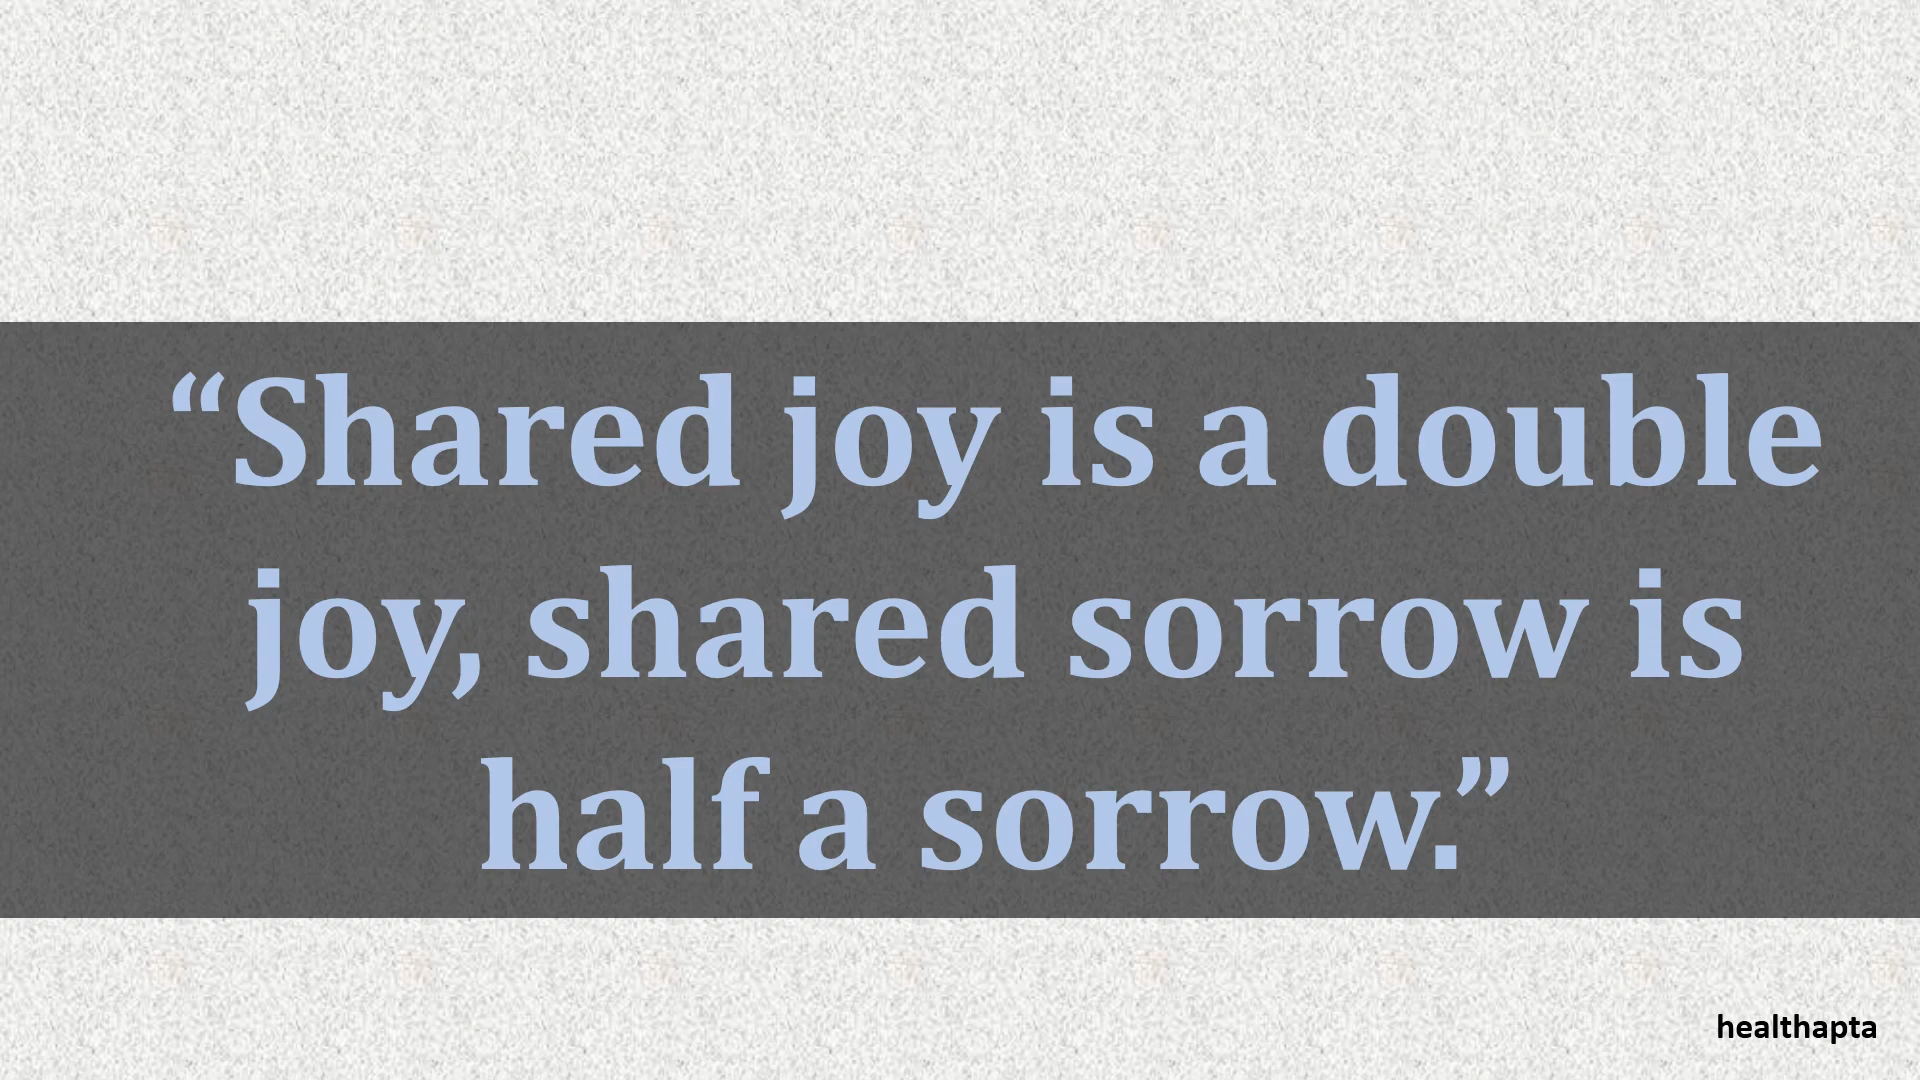 “Shared joy is a double
joy, shared sorrow is
half a sorrow.”
healthapta